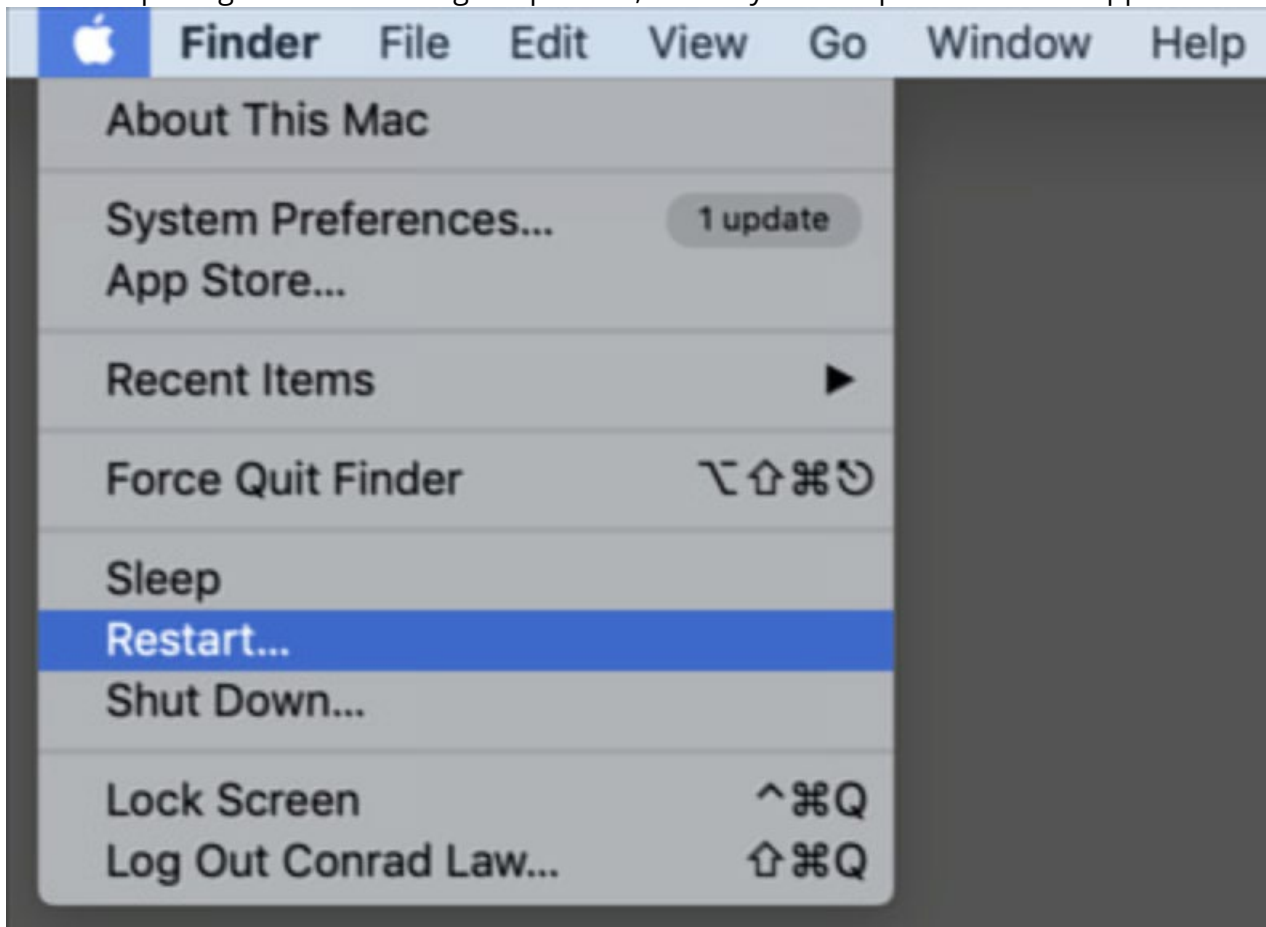 Finder File Edit View Go Window Help
About This Mac
System Preferences... 1 update
App Store...
Recent Items ▶
Force Quit Finder ⌥⇧⌘⎋
Sleep
Restart...
Shut Down...
Lock Screen ^⌘Q
Log Out Conrad Law... ⇧⌘Q